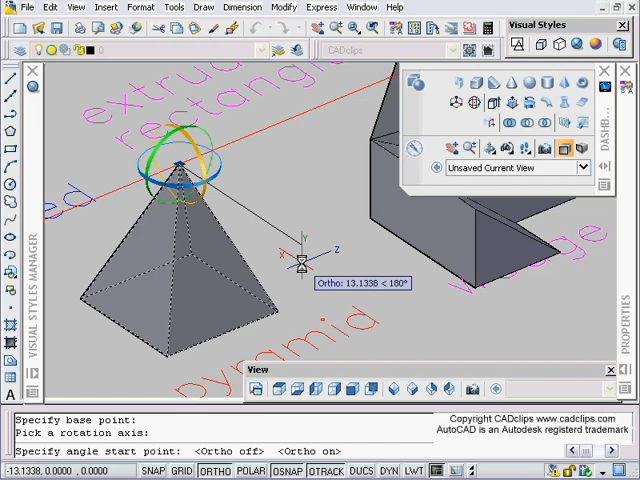 File Edit View Insert Format Tools Draw Dimension Modify Express Window Help
Visual Styles
0
CADclips
extrud
rectangle
ed
DASHB...
Unsaved Current View
Y
X
Z
Ortho: 13.1338 < 180°
VISUAL STYLES MANAGER
PROPERTIES
pyramid
we
View
A
Specify base point:
Pick a rotation axis:
Specify angle start point: <Ortho off> <Ortho on>
Copyright CADclips www.cadclips.com
AutoCAD is an Autodesk registerd trademark
-13.1338, 0.0000 , 0.0000
SNAP GRID ORTHO POLAR OSNAP OTRACK DUCS DYN LWT